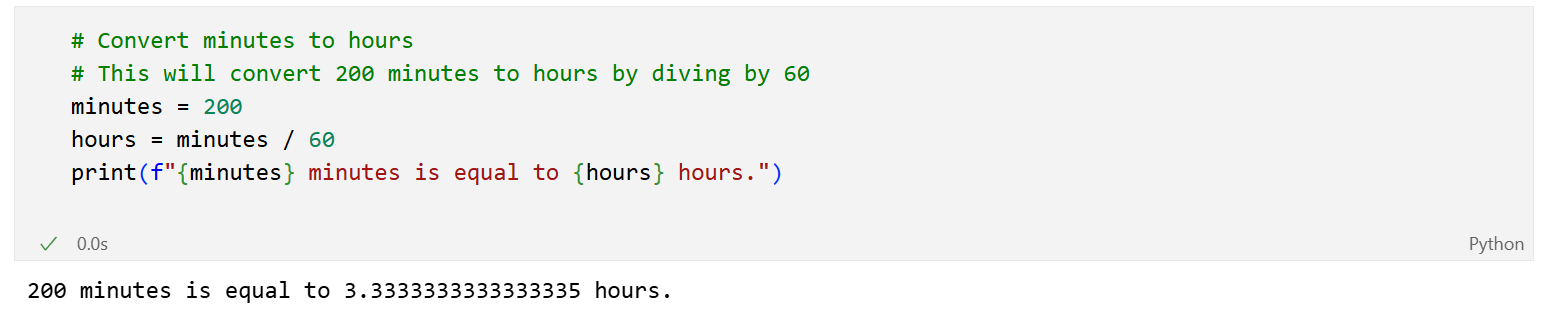 # Convert minutes to hours
# This will convert 200 minutes to hours by diving by 60
minutes = 200
hours = minutes / 60
print(f"{minutes} minutes is equal to {hours} hours.")
✓ 0.0s Python
200 minutes is equal to 3.3333333333333335 hours.